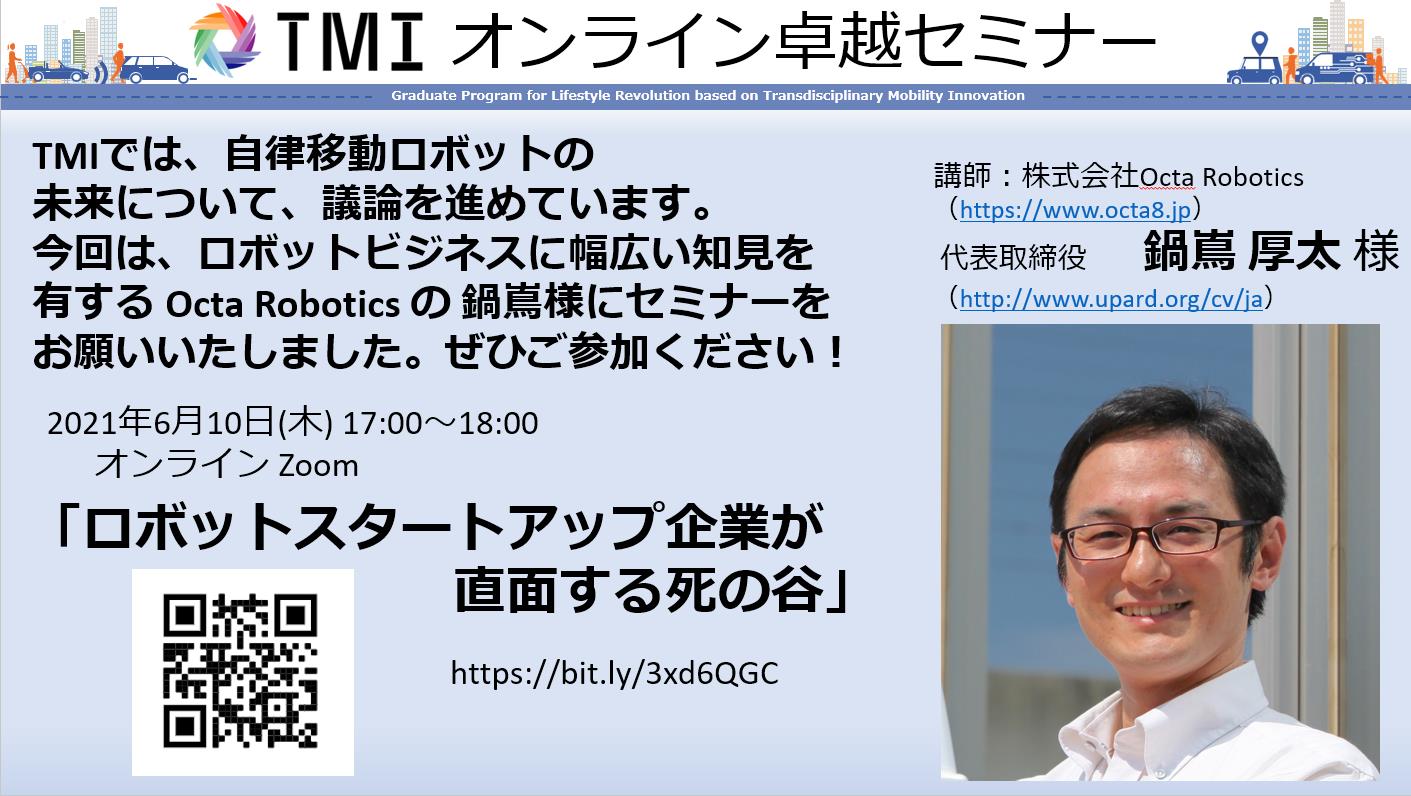 TMI オンライン卓越セミナー
Graduate Program for Lifestyle Revolution based on Transdisciplinary Mobility Innovation
TMIでは、自律移動ロボットの
未来について、議論を進めています。
今回は、ロボットビジネスに幅広い知見を
有する Octa Robotics の 鍋嶌様にセミナーを
お願いいたしました。ぜひご参加ください！
2021年6月10日(木) 17:00～18:00
オンライン Zoom
「ロボットスタートアップ企業が
直面する死の谷」
https://bit.ly/3xd6QGC
講師：株式会社Octa Robotics
（https://www.octa8.jp）
代表取締役 鍋嶌 厚太 様
（http://www.upard.org/cv/ja）